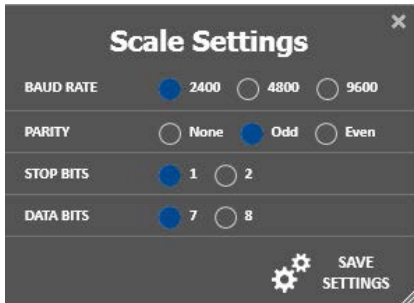 Scale Settings
BAUD RATE 2400 4800 9600
PARITY None Odd Even
STOP BITS 1 2
DATA BITS 7 8
SAVE
SETTINGS